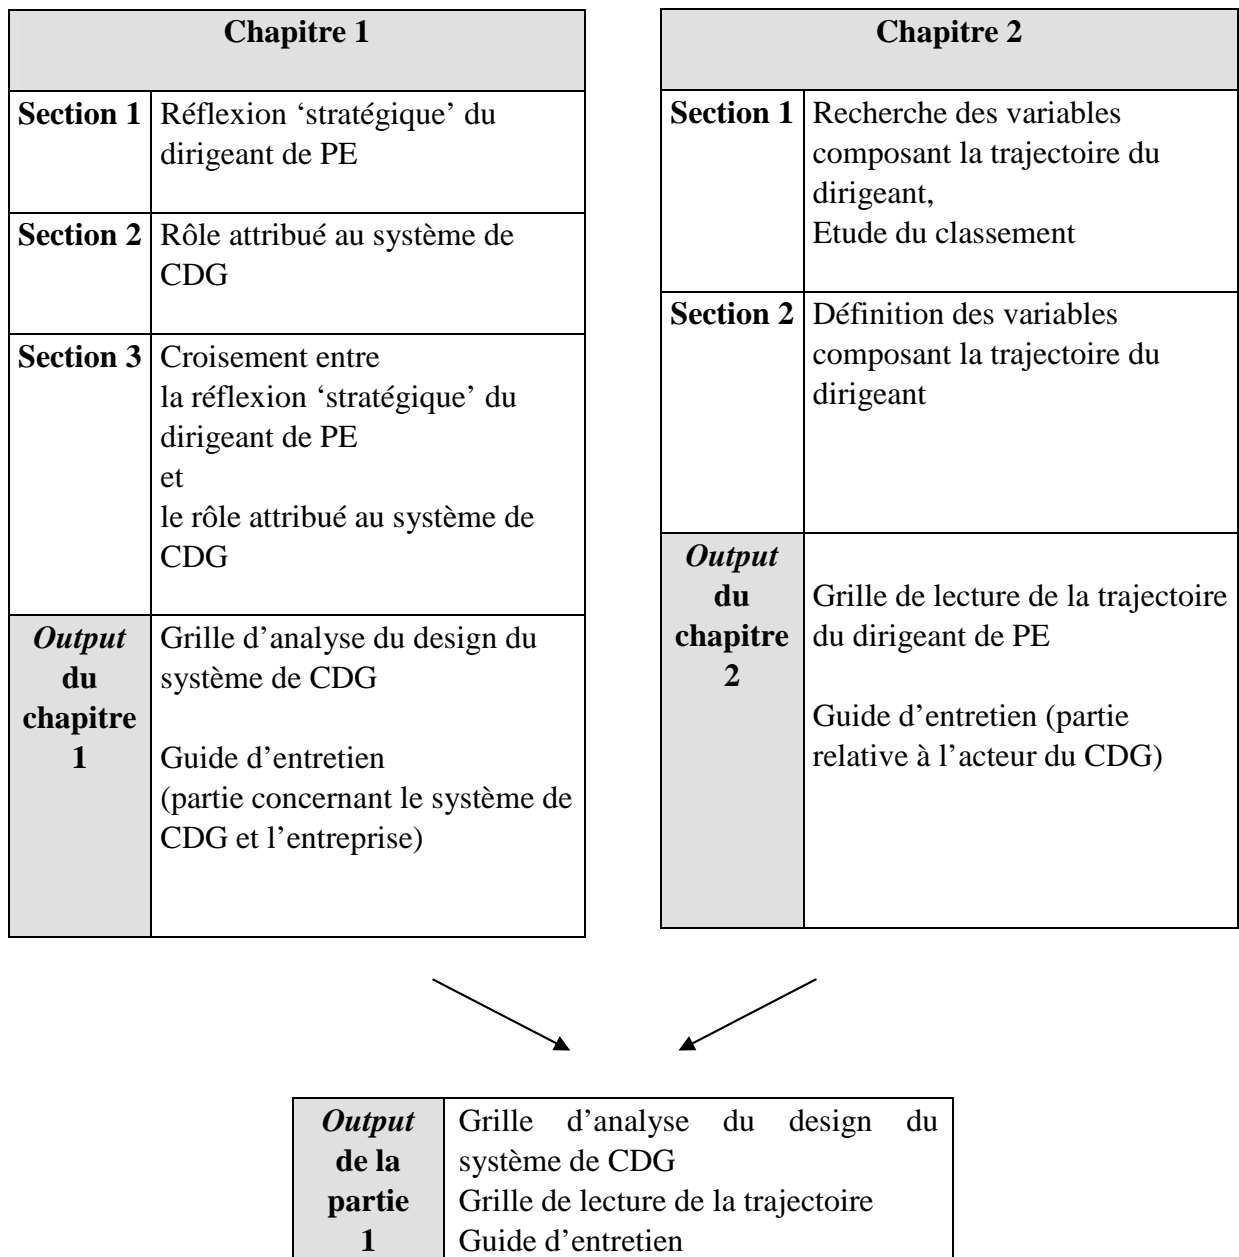 Chapitre 1
Section 1 Réflexion ‘stratégique’ du
dirigeant de PE
Section 2 Rôle attribué au système de
CDG
Section 3 Croisement entre
la réflexion ‘stratégique’ du
dirigeant de PE
et
le rôle attribué au système de
CDG
Output Grille d’analyse du design du
du système de CDG
chapitre
1 Guide d’entretien
(partie concernant le système de
CDG et l’entreprise)
Chapitre 2
Section 1 Recherche des variables
composant la trajectoire du
dirigeant,
Etude du classement
Section 2 Définition des variables
composant la trajectoire du
dirigeant
Output
du Grille de lecture de la trajectoire
chapitre du dirigeant de PE
2
Guide d’entretien (partie
relative à l’acteur du CDG)
Output Grille d’analyse du design du
de la système de CDG
partie Grille de lecture de la trajectoire
1 Guide d’entretien